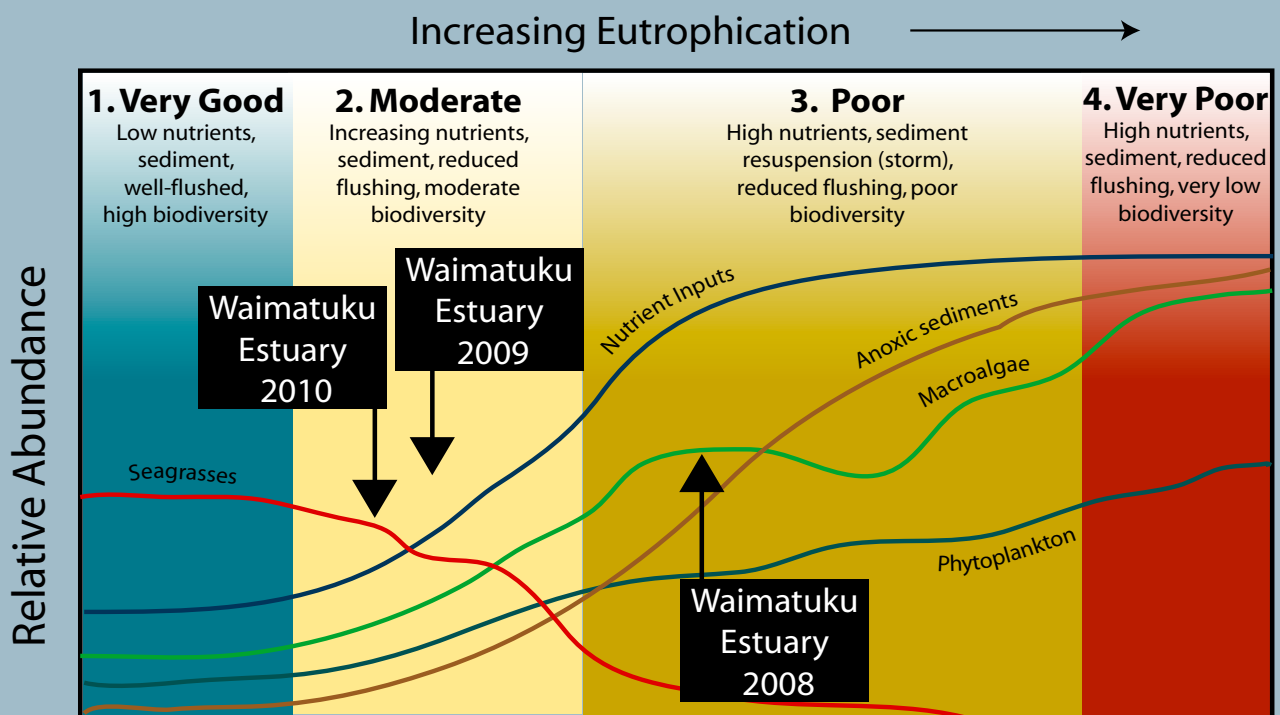 Increasing Eutrophication
1. Very Good
Low nutrients,
sediment,
well-flushed,
high biodiversity
2. Moderate
Increasing nutrients,
sediment, reduced
flushing, moderate
biodiversity
3. Poor
High nutrients, sediment
resuspension (storm),
reduced flushing, poor
biodiversity
4. Very Poor
High nutrients,
sediment, reduced
flushing, very low
biodiversity
Relative Abundance
Waimatuku
Estuary
2010
Waimatuku
Estuary
2009
Nutrient Inputs
Anoxic sediments
Macroalgae
Seagrasses
Phytoplankton
Waimatuku
Estuary
2008